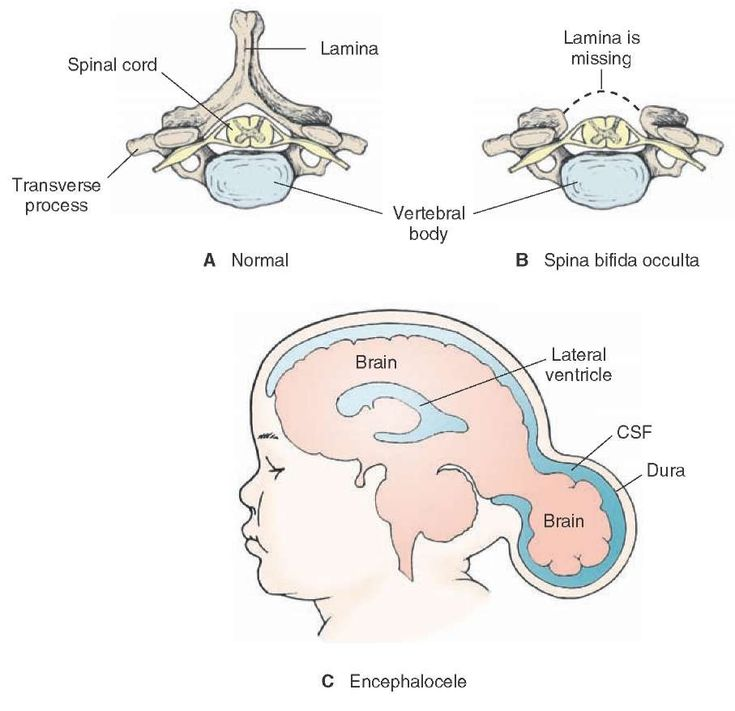 Lamina
Spinal cord
Transverse
process
Vertebral
body
A Normal
Lamina is
missing
B Spina bifida occulta
Brain
Lateral
ventricle
CSF
Dura
Brain
C Encephalocele